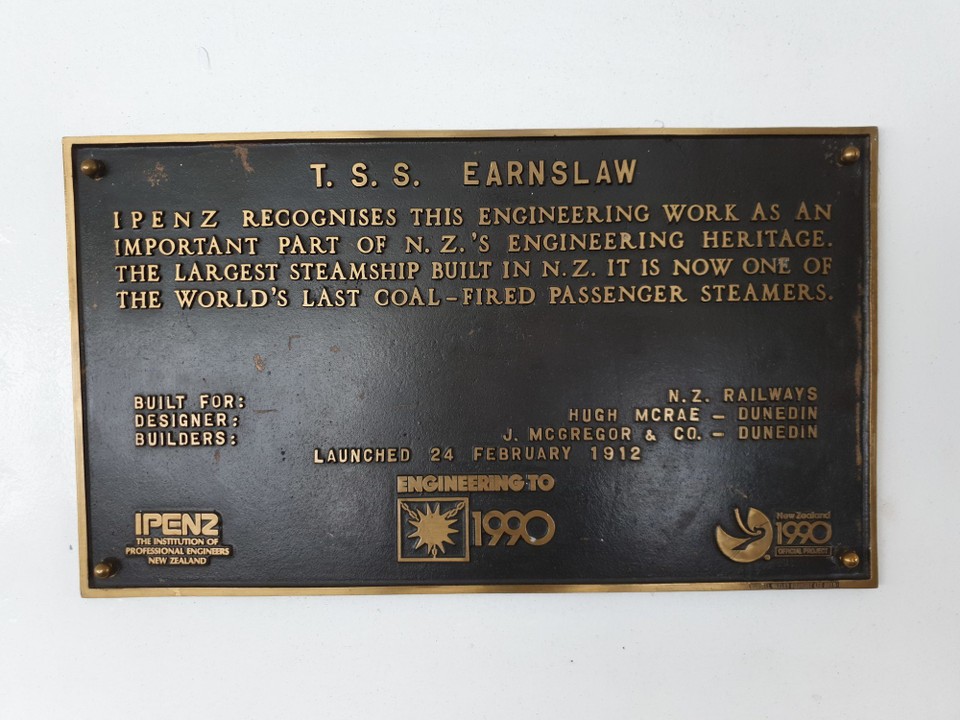 T. S. S. EARNSLAW
IPENZ RECOGNISES THIS ENGINEERING WORK AS AN
IMPORTANT PART OF N. Z.'S ENGINEERING HERITAGE.
THE LARGEST STEAMSHIP BUILT IN N. Z. IT IS NOW ONE OF
THE WORLD'S LAST COAL-FIRED PASSENGER STEAMERS.
BUILT FOR: N. Z. RAILWAYS
DESIGNER: HUGH MCRAE - DUNEDIN
BUILDERS: J. MCGREGOR & CO. - DUNEDIN
LAUNCHED 24 FEBRUARY 1912
ENGINEERING TO
1990
IPENZ
THE INSTITUTION OF
PROFESSIONAL ENGINEERS
NEW ZEALAND
New Zealand
1990
OFFICIAL PROJECT